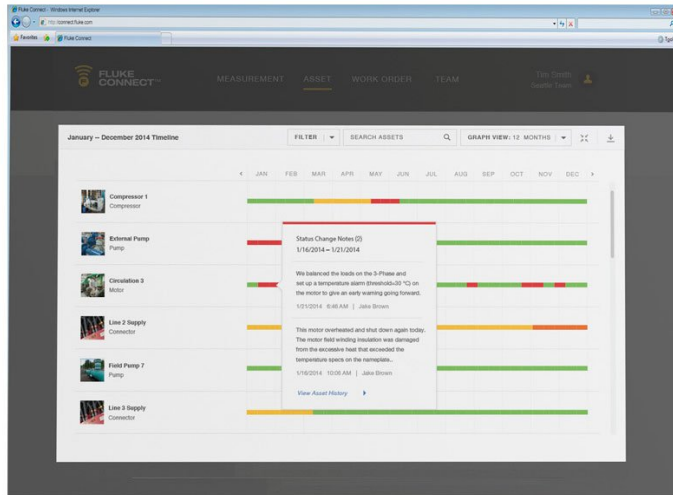 Fluke Connect - Windows Internet Explorer
http://connect.fluke.com
Favorites
Fluke Connect
FLUKE
CONNECT
MEASUREMENT ASSET WORK ORDER TEAM
Tim Smith
Seattle Team
January – December 2014 Timeline
FILTER
SEARCH ASSETS
GRAPH VIEW: 12 MONTHS
JAN FEB MAR APR MAY JUN JUL AUG SEP OCT NOV DEC
Compressor 1
Compressor
External Pump
Pump
Circulation 3
Motor
Line 2 Supply
Connector
Field Pump 7
Pump
Line 3 Supply
Connector
Status Change Notes (2)
1/16/2014 – 1/21/2014
We balanced the loads on the 3-Phase and
set up a temperature alarm (threshold=30 °C) on
the motor to give an early warning going forward.
1/21/2014 6:48 AM | Jake Brown
This motor overheated and shut down again today.
The motor field winding insulation was damaged
from the excessive heat that exceeded the
temperature specs on the nameplate..
1/16/2014 10:08 AM | Jake Brown
View Asset History